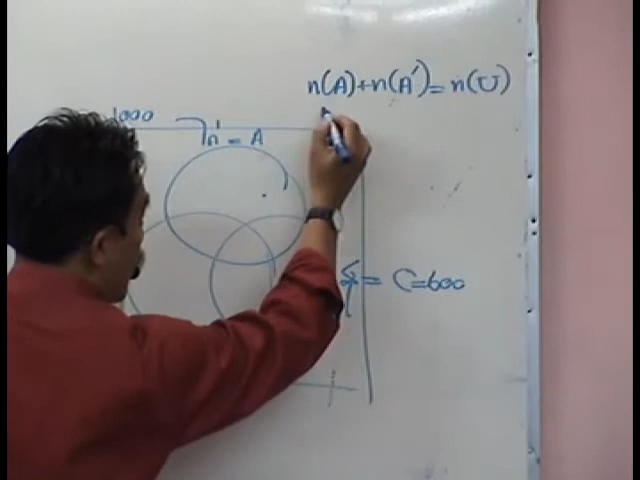 n(A)+n(A')= n(U)
1000
n' = A
= C=600